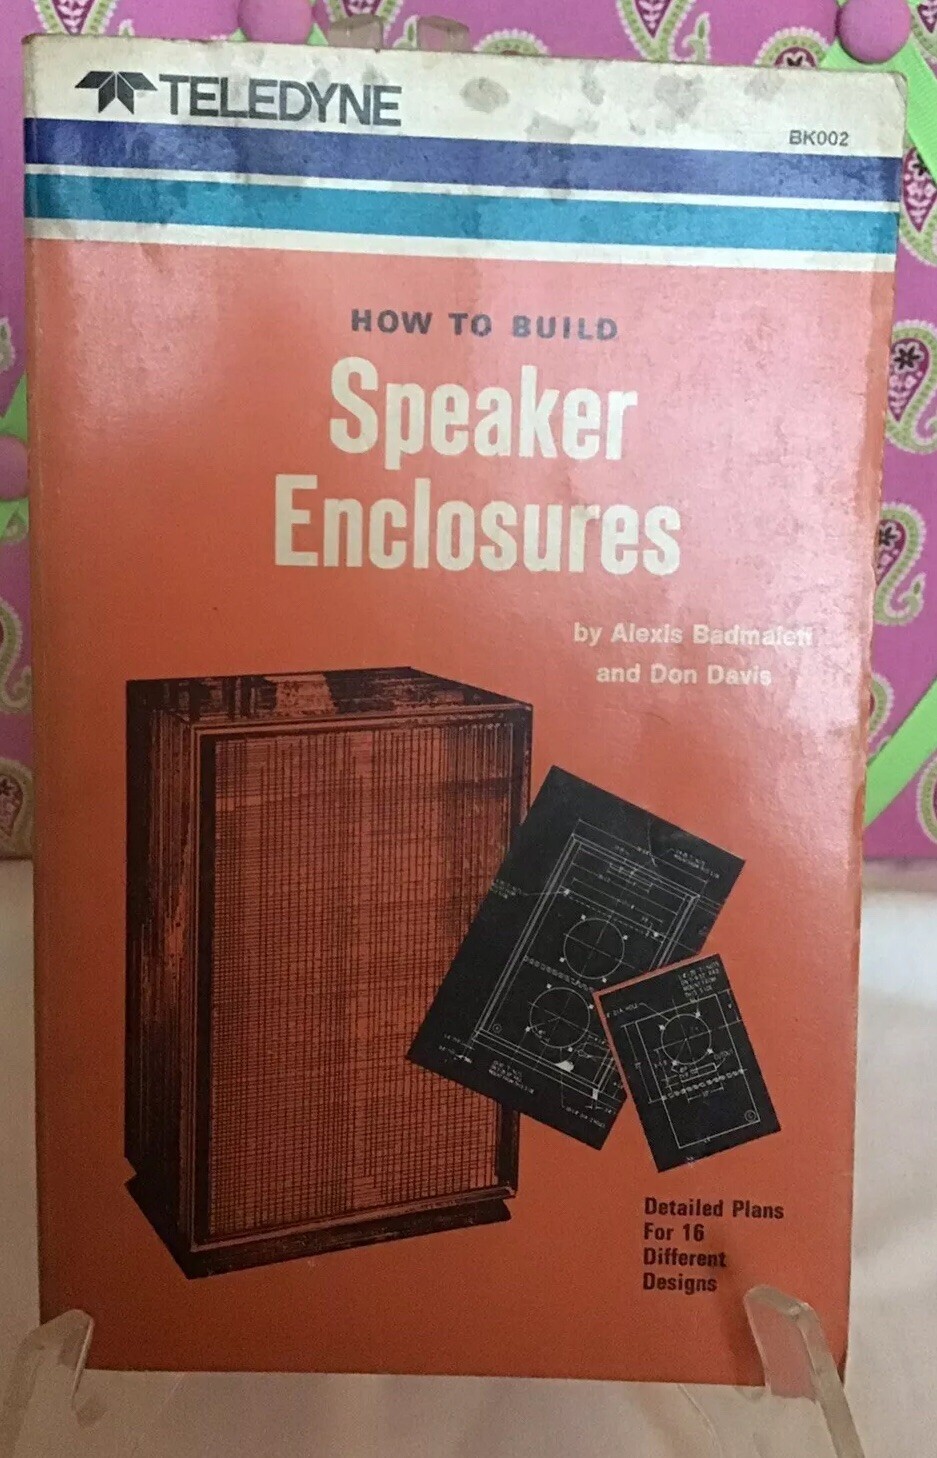 TELEDYNE
BK002
HOW TO BUILD
Speaker
Enclosures
by Alexis Badmaieff
and Don Davis
Detailed Plans
For 16
Different
Designs